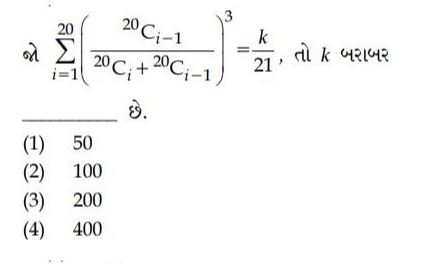 જો $\sum_{i=1}^{20} \left( \frac{^{20}C_{i-1}}{^{20}C_i + {}^{20}C_{i-1}} \right)^3 = \frac{k}{21}$, તો k બરાબર
__________ છે.
(1) 50
(2) 100
(3) 200
(4) 400